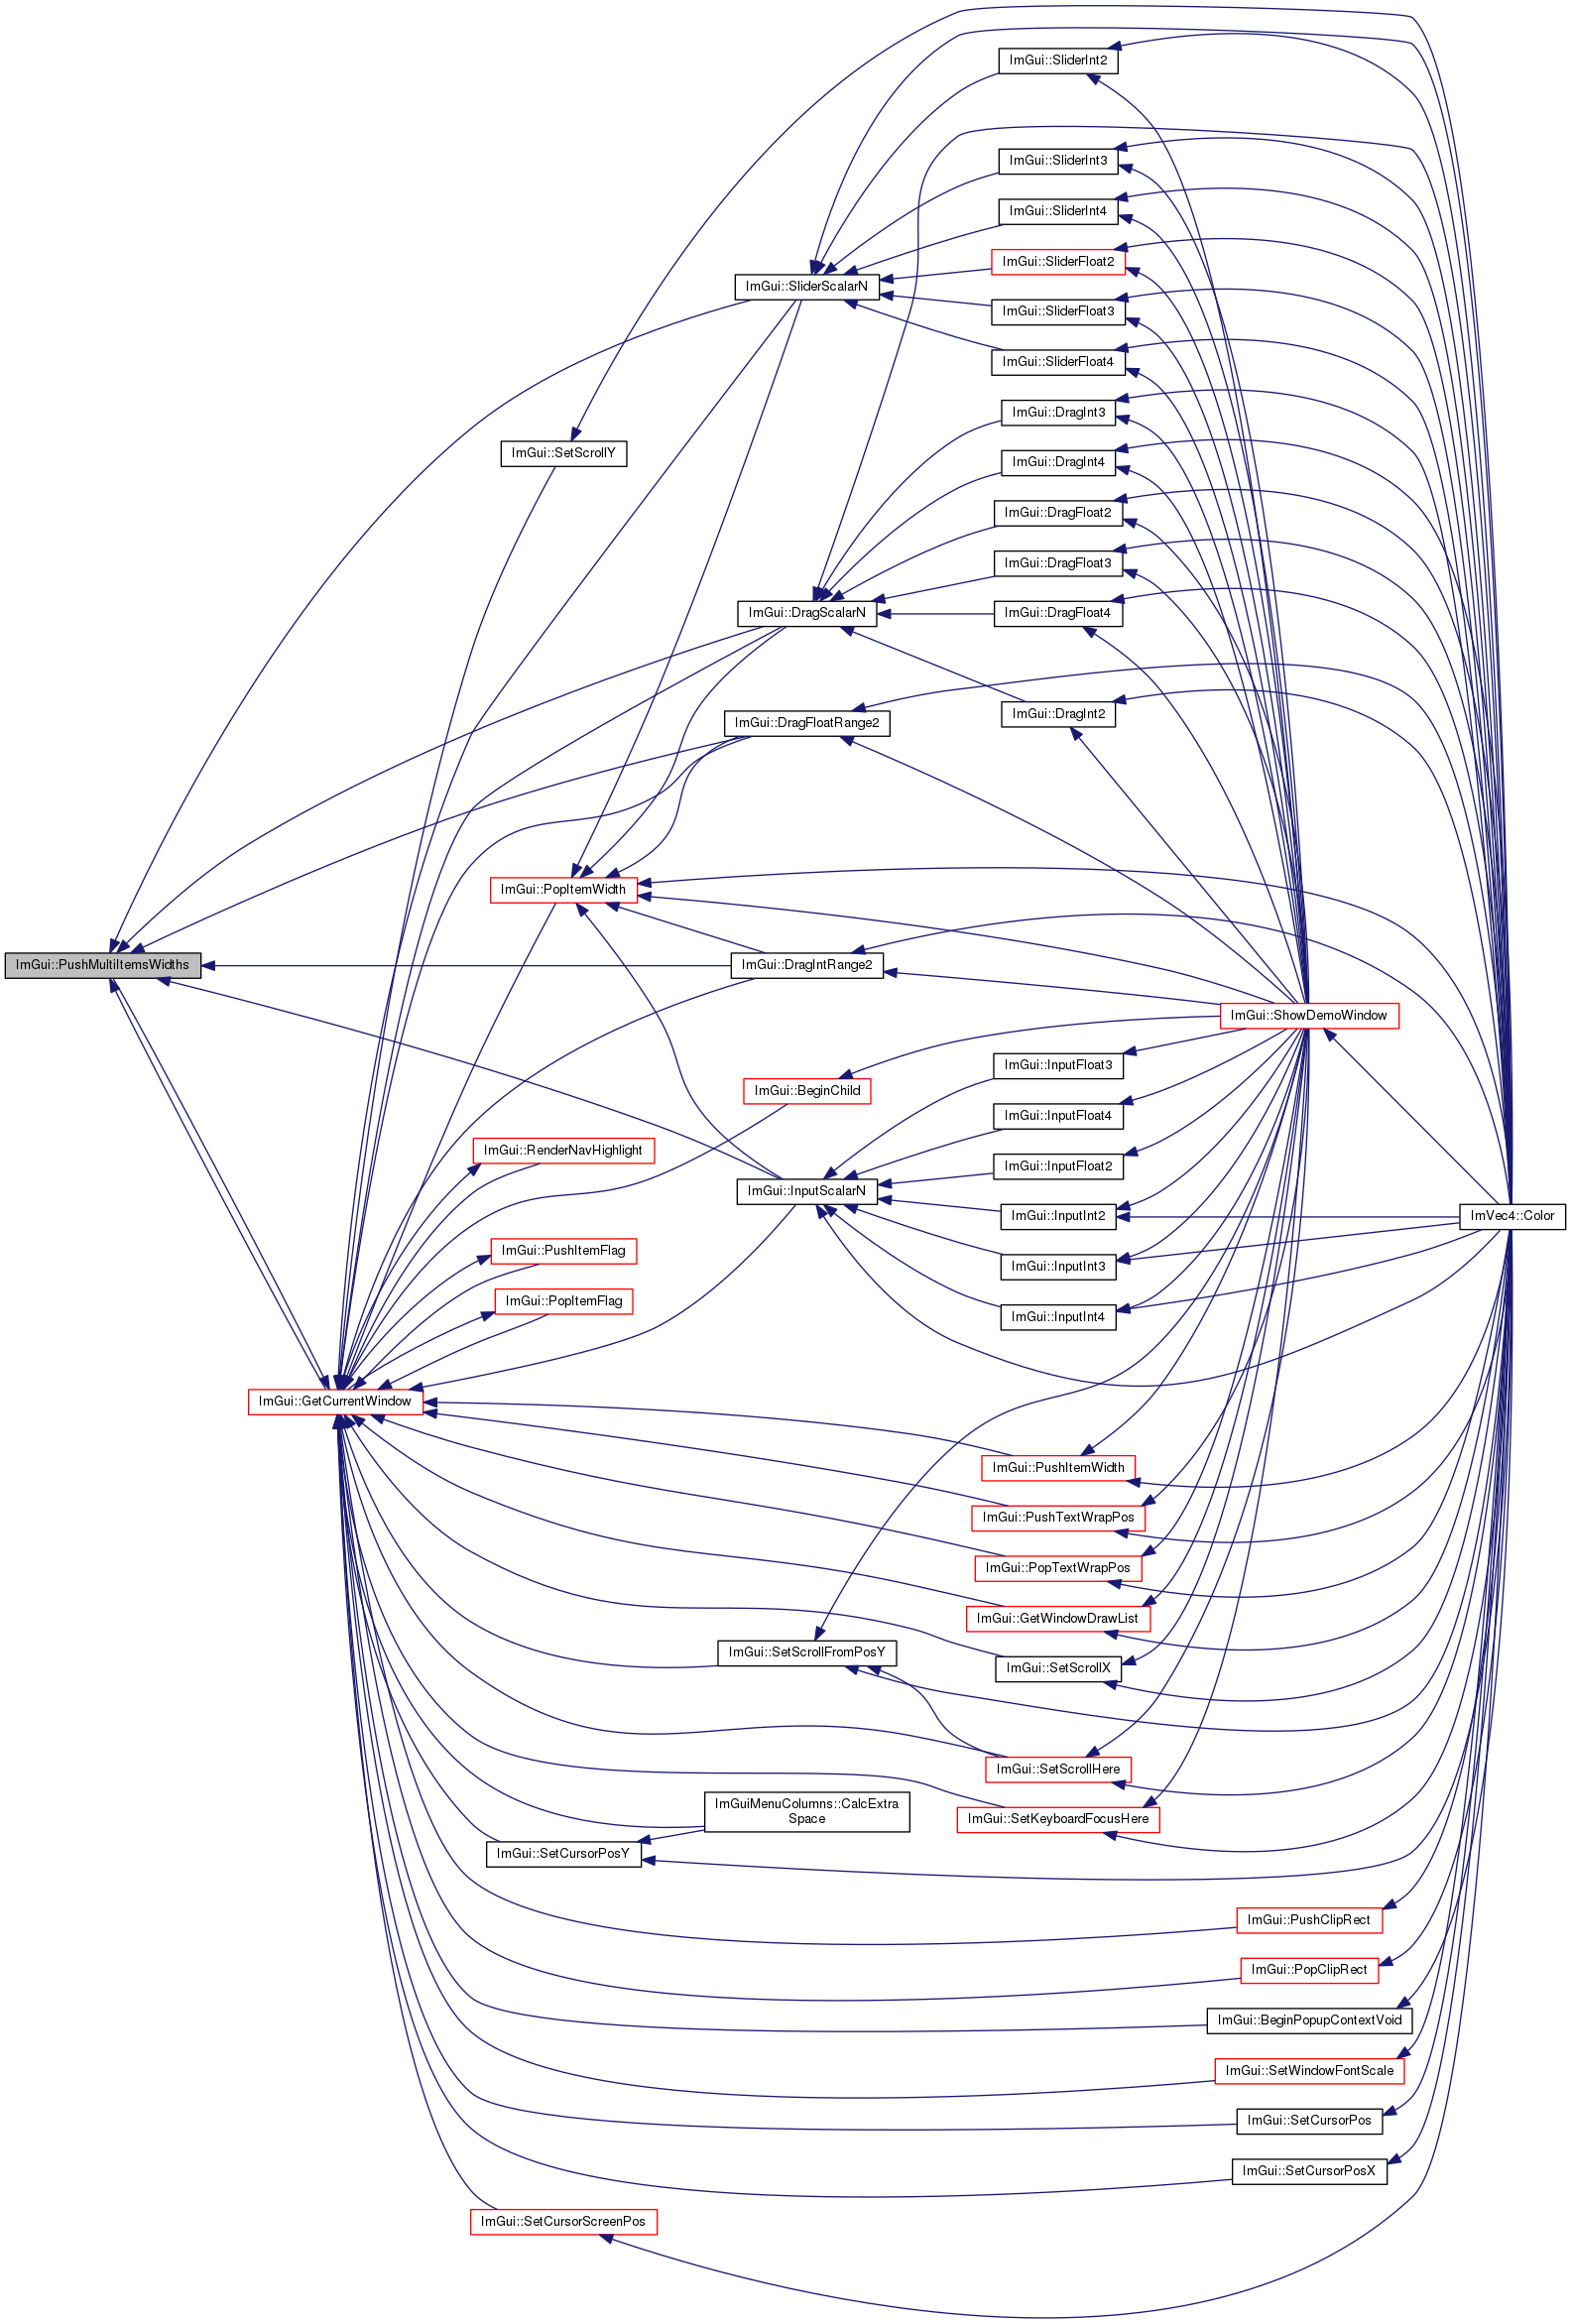 ImGui::SliderInt2
ImGui::SliderInt3
ImGui::SliderInt4
ImGui::SliderFloat2
ImGui::SliderScalarN
ImGui::SliderFloat3
ImGui::SliderFloat4
ImGui::DragInt3
ImGui::SetScrollY
ImGui::DragInt4
ImGui::DragFloat2
ImGui::DragFloat3
ImGui::DragScalarN
ImGui::DragFloat4
ImGui::DragInt2
ImGui::DragFloatRange2
ImGui::PopItemWidth
ImGui::PushMultiItemsWidths
ImGui::DragIntRange2
ImGui::ShowDemoWindow
ImGui::InputFloat3
ImGui::BeginChild
ImGui::InputFloat4
ImGui::RenderNavHighlight
ImGui::InputFloat2
ImGui::InputScalarN
ImGui::InputInt2
ImVec4::Color
ImGui::PushItemFlag
ImGui::InputInt3
ImGui::PopItemFlag
ImGui::InputInt4
ImGui::GetCurrentWindow
ImGui::PushItemWidth
ImGui::PushTextWrapPos
ImGui::PopTextWrapPos
ImGui::GetWindowDrawList
ImGui::SetScrollFromPosY
ImGui::SetScrollX
ImGui::SetScrollHere
ImGuiMenuColumns::CalcExtra
Space
ImGui::SetKeyboardFocusHere
ImGui::SetCursorPosY
ImGui::PushClipRect
ImGui::PopClipRect
ImGui::BeginPopupContextVoid
ImGui::SetWindowFontScale
ImGui::SetCursorPos
ImGui::SetCursorPosX
ImGui::SetCursorScreenPos